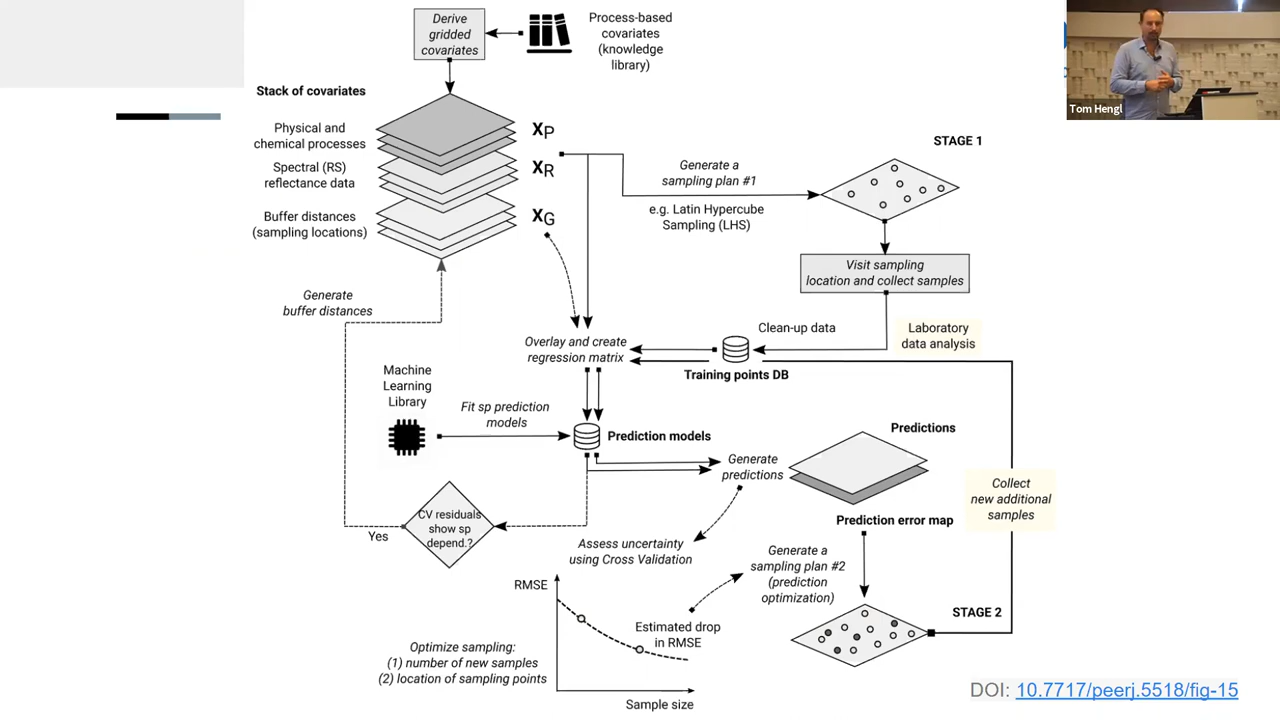 Derive
gridded
covariates
Process-based
covariates
(knowledge
library)
Tom Hengl
Stack of covariates
Physical and
chemical processes
Spectral (RS)
reflectance data
Buffer distances
(sampling locations)
XP
XR
XG
Generate a
sampling plan #1
e.g. Latin Hypercube
Sampling (LHS)
STAGE 1
Visit sampling
location and collect samples
Generate
buffer distances
Overlay and create
regression matrix
Clean-up data
Laboratory
data analysis
Training points DB
Machine
Learning
Library
Fit sp prediction
models
Prediction models
Generate
predictions
Predictions
Prediction error map
Collect
new additional
samples
CV residuals
show sp
depend.?
Yes
Assess uncertainty
using Cross Validation
Generate a
sampling plan #2
(prediction
optimization)
RMSE
Estimated drop
in RMSE
STAGE 2
Optimize sampling:
(1) number of new samples
(2) location of sampling points
Sample size
DOI: 10.7717/peerj.5518/fig-15